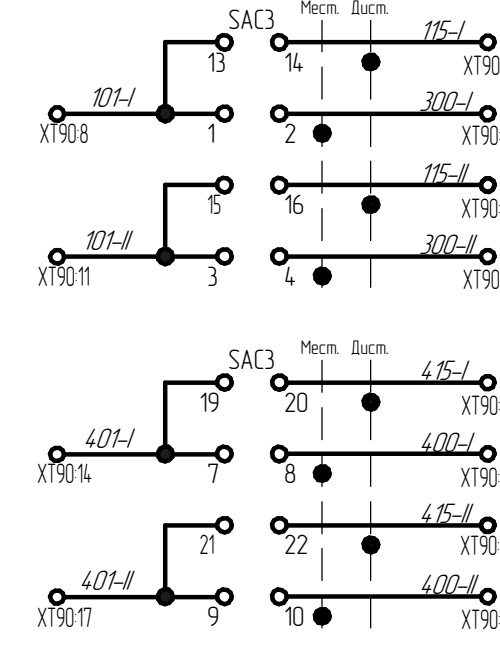 SAC3 Мест. Дист.
13 14 115-I
XT90
101-I
XT90:8 1 2 300-I
XT90:
15 16 115-II
XT90:
101-II
XT90:11 3 4 300-II
XT90
SAC3 Мест. Дист.
19 20 415-I
XT90:
401-I
XT90:14 7 8 400-I
XT90:
21 22 415-II
XT90:
401-II
XT90:17 9 10 400-II
XT90: